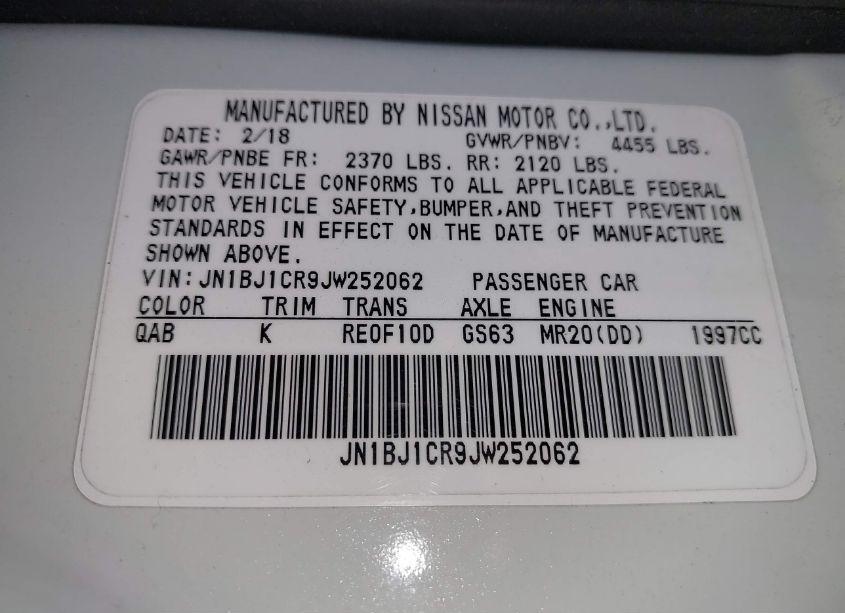 MANUFACTURED BY NISSAN MOTOR CO.,LTD.
DATE: 2/18 GVWR/PNBV: 4455 LBS.
GAWR/PNBE FR: 2370 LBS. RR: 2120 LBS.
THIS VEHICLE CONFORMS TO ALL APPLICABLE FEDERAL
MOTOR VEHICLE SAFETY,BUMPER,AND THEFT PREVENTION
STANDARDS IN EFFECT ON THE DATE OF MANUFACTURE
SHOWN ABOVE.
VIN:JN1BJ1CR9JW252062 PASSENGER CAR
COLOR TRIM TRANS AXLE ENGINE
QAB K RE0F10D GS63 MR20(DD) 1997CC
JN1BJ1CR9JW252062